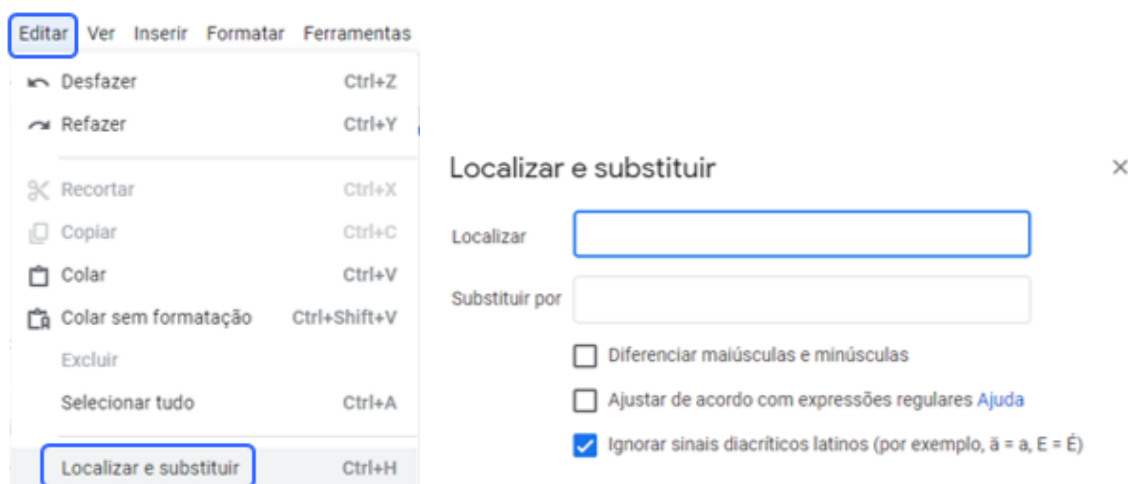 Editar Ver Inserir Formatar Ferramentas
Desfazer Ctrl+Z
Refazer Ctrl+Y
Recortar Ctrl+X
Copiar Ctrl+C
Colar Ctrl+V
Colar sem formatação Ctrl+Shift+V
Excluir
Selecionar tudo Ctrl+A
Localizar e substituir Ctrl+H
Localizar e substituir
Localizar
Substituir por
Diferenciar maiúsculas e minúsculas
Ajustar de acordo com expressões regulares Ajuda
Ignorar sinais diacríticos latinos (por exemplo, ä = a, E = É)